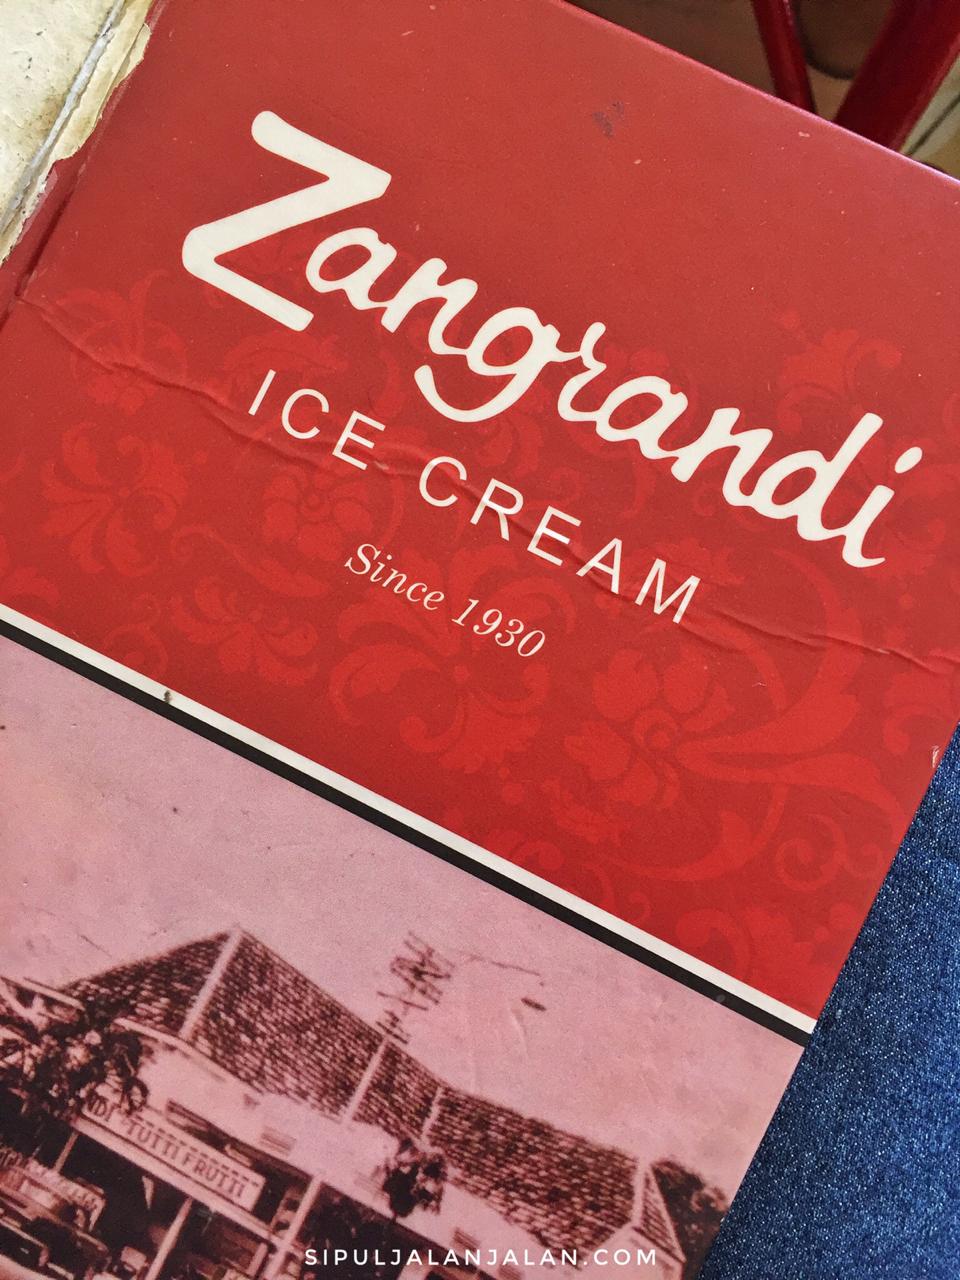 Zangrandi
ICE CREAM
Since 1930
TUTTI FRUTTI
SIPULJALANJALAN.COM